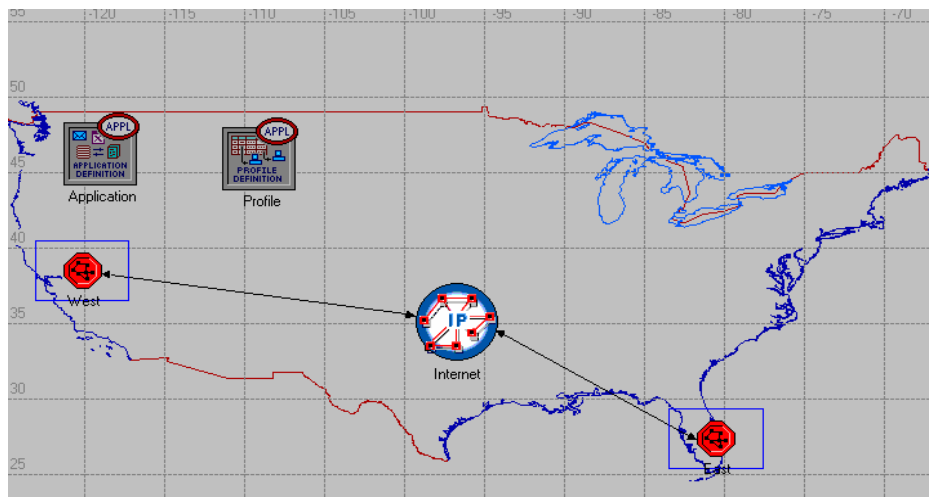 55 -120 -115 -110 -105 -100 -95 -90 -85 -80 -75 -70
50
APPL APPL
APPLICATION
DEFINITION
PROFILE
DEFINITION
45
Application Profile
40
West
35
IP
Internet
30
East
25